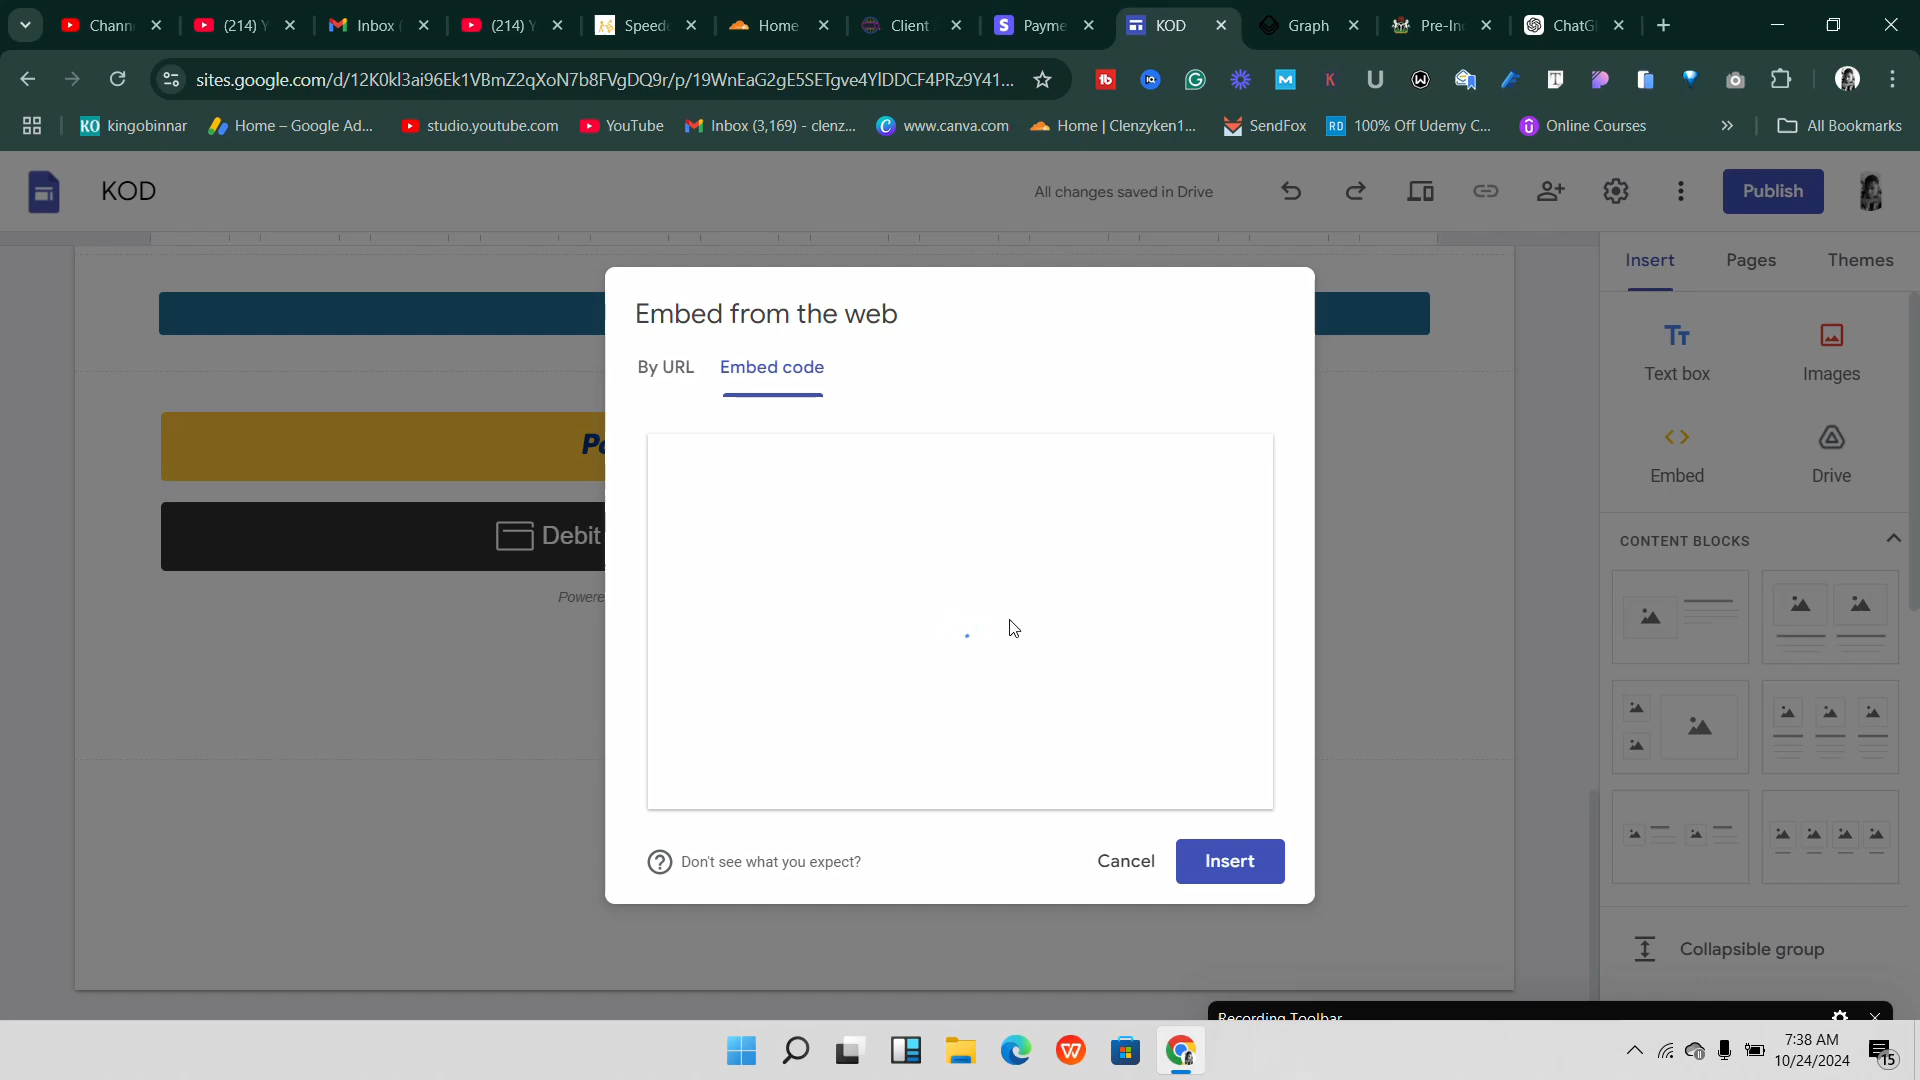 Chann
(214) Y
Inbox (
(214) Y
Speed
Home
Client
Payme
KOD
Graph
Pre-In
ChatG
sites.google.com/d/12K0kl3ai96Ek1VBmZ2qXoN7b8FVgDQ9r/p/19WnEaG2gE5SETgve4YlDDCF4PRz9Y41...
KO kingobinnar
Home – Google Ad...
studio.youtube.com
YouTube
Inbox (3,169) - clenz...
www.canva.com
Home | Clenzyken1...
SendFox
RD 100% Off Udemy C...
Online Courses
All Bookmarks
KOD
All changes saved in Drive
Publish
Insert
Pages
Themes
Embed from the web
By URL
Embed code
Text box
Images
Embed
Drive
Debit
Powere
CONTENT BLOCKS
Don't see what you expect?
Cancel
Insert
Collapsible group
Recording Toolbar
7:38 AM
10/24/2024
15